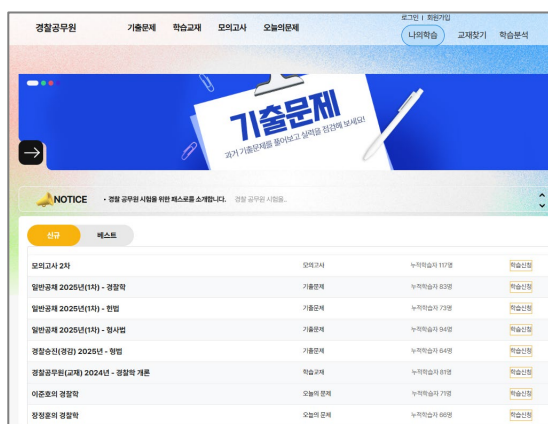 로그인 | 회원가입
경찰공무원 기출문제 학습교재 모의고사 오늘의문제 나의학습 교재찾기 학습분석
기출문제
과거 기출문제를 풀어보고 실력을 점검해 보세요!
NOTICE • 경찰 공무원 시험을 위한 패스로를 소개합니다. 경찰 공무원 시험을..
신규 베스트
모의고사 2차 모의고사 누적학습자 117명 학습신청
일반공채 2025년(1차) - 경찰학 기출문제 누적학습자 83명 학습신청
일반공채 2025년(1차) - 헌법 기출문제 누적학습자 73명 학습신청
일반공채 2025년(1차) - 형사법 기출문제 누적학습자 94명 학습신청
경찰승진(경감) 2025년 - 형법 기출문제 누적학습자 64명 학습신청
경찰공무원(교재) 2024년 - 경찰학 개론 학습교재 누적학습자 81명 학습신청
이준호의 경찰학 오늘의 문제 누적학습자 71명 학습신청
장정훈의 경찰학 오늘의 문제 누적학습자 66명 학습신청